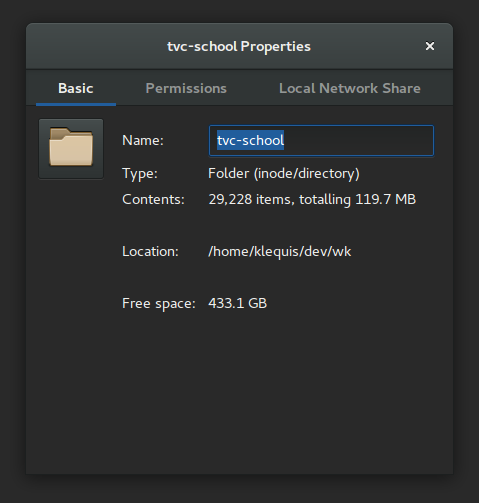 tvc-school Properties
Basic Permissions Local Network Share
Name: tvc-school
Type: Folder (inode/directory)
Contents: 29,228 items, totalling 119.7 MB
Location: /home/klequis/dev/wk
Free space: 433.1 GB